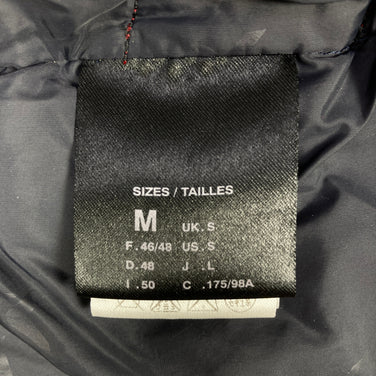 SIZES / TAILLES
M UK. S
F. 46/48 US. S
D. 48 J .L
I .50 C .175/98A